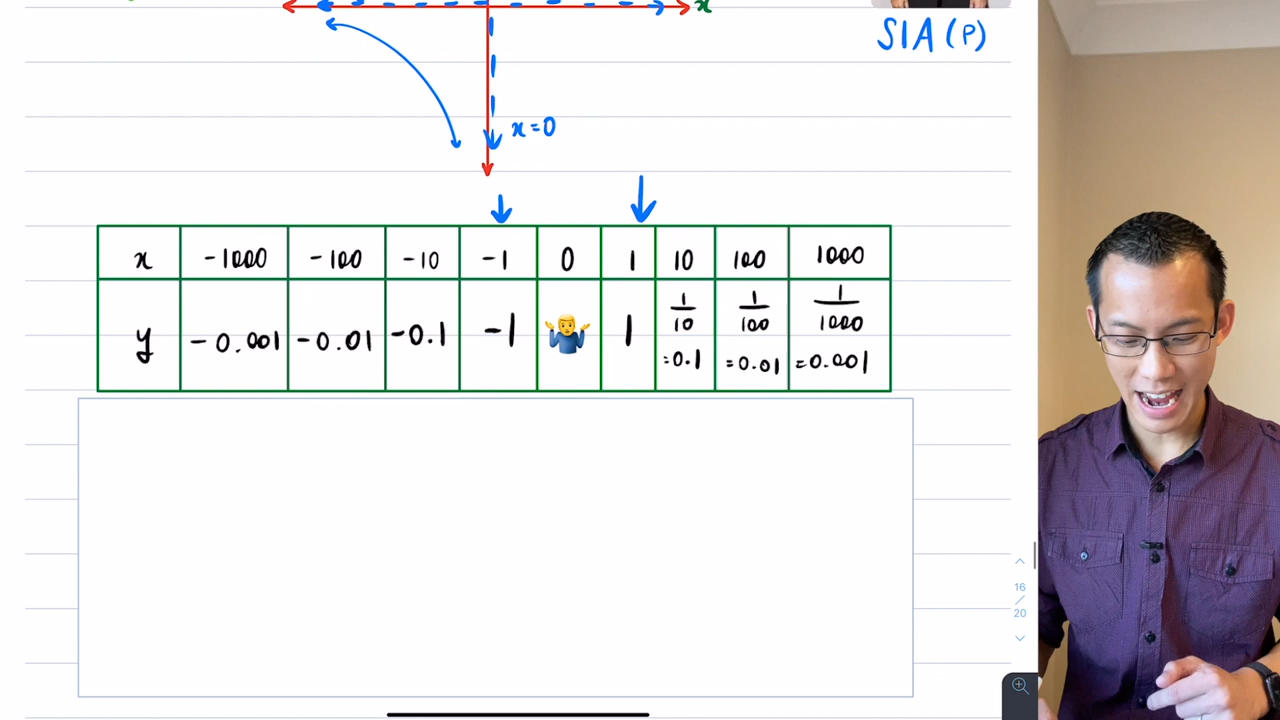 x
SIA (P)
x=0
x -1000 -100 -10 -1 0 1 10 100 1000
y -0.001 -0.01 -0.1 -1 🤷‍♂️ 1 1/10 =0.1 1/100 =0.01 1/1000 =0.001
16
/
20